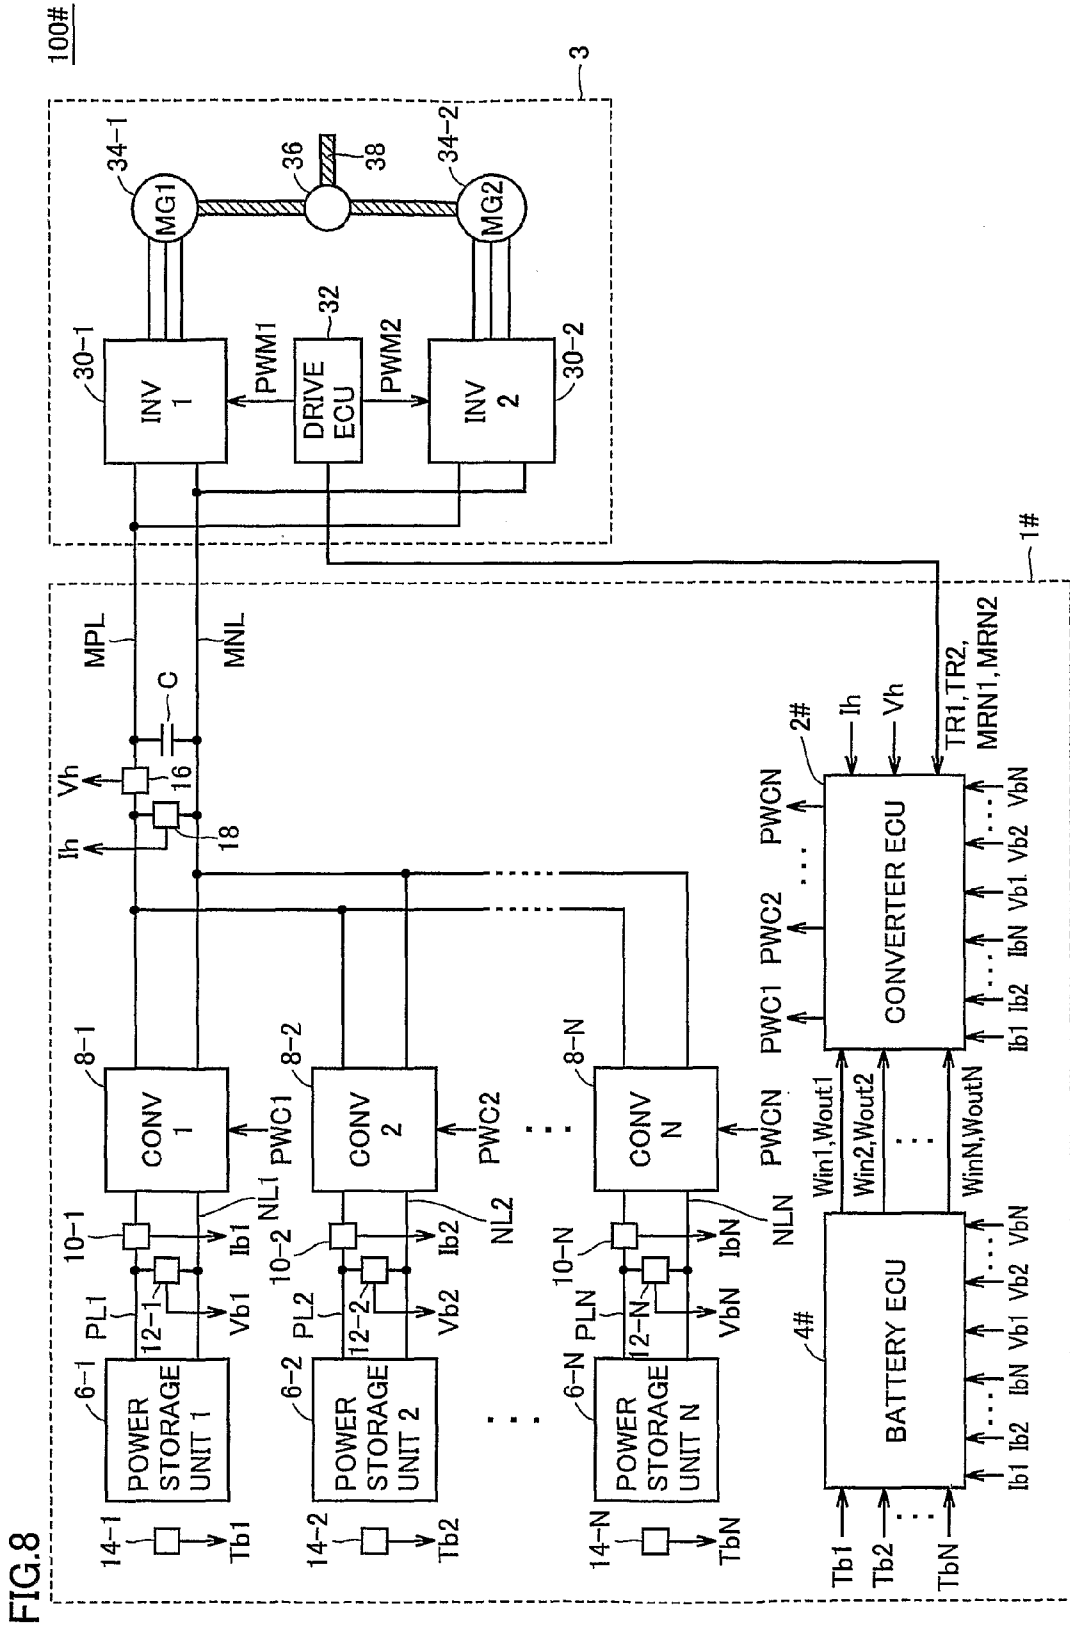 FIG.8
100#
3
34-1
MG1
36
38
34-2
MG2
30-1
INV
1
PWM1
32
DRIVE
ECU
PWM2
INV
2
30-2
1#
MPL
MNL
C
Vh
16
Ih
18
8-1
CONV
1
PWC1
8-2
CONV
2
PWC2
8-N
CONV
N
PWCN
10-1
Ib1
NL1
PL1
12-1
Vb1
10-2
Ib2
NL2
PL2
12-2
Vb2
10-N
IbN
NLN
PLN
12-N
VbN
6-1
POWER
STORAGE
UNIT 1
6-2
POWER
STORAGE
UNIT 2
6-N
POWER
STORAGE
UNIT N
14-1
Tb1
14-2
Tb2
14-N
TbN
2#
CONVERTER ECU
PWC1
PWC2
PWCN
Ih
Vh
TR1,TR2,
MRN1,MRN2
Ib1
Ib2
IbN
Vb1
Vb2
VbN
Win1,Wout1
Win2,Wout2
WinN,WoutN
4#
BATTERY ECU
Tb1
Tb2
TbN
Ib1
Ib2
IbN
Vb1
Vb2
VbN